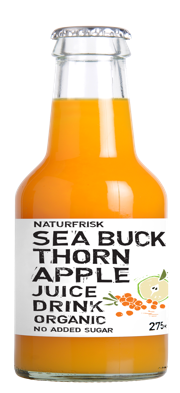 NATURFRISK
SEA BUCK
THORN
APPLE
JUICE
DRINK
ORGANIC
NO ADDED SUGAR
275